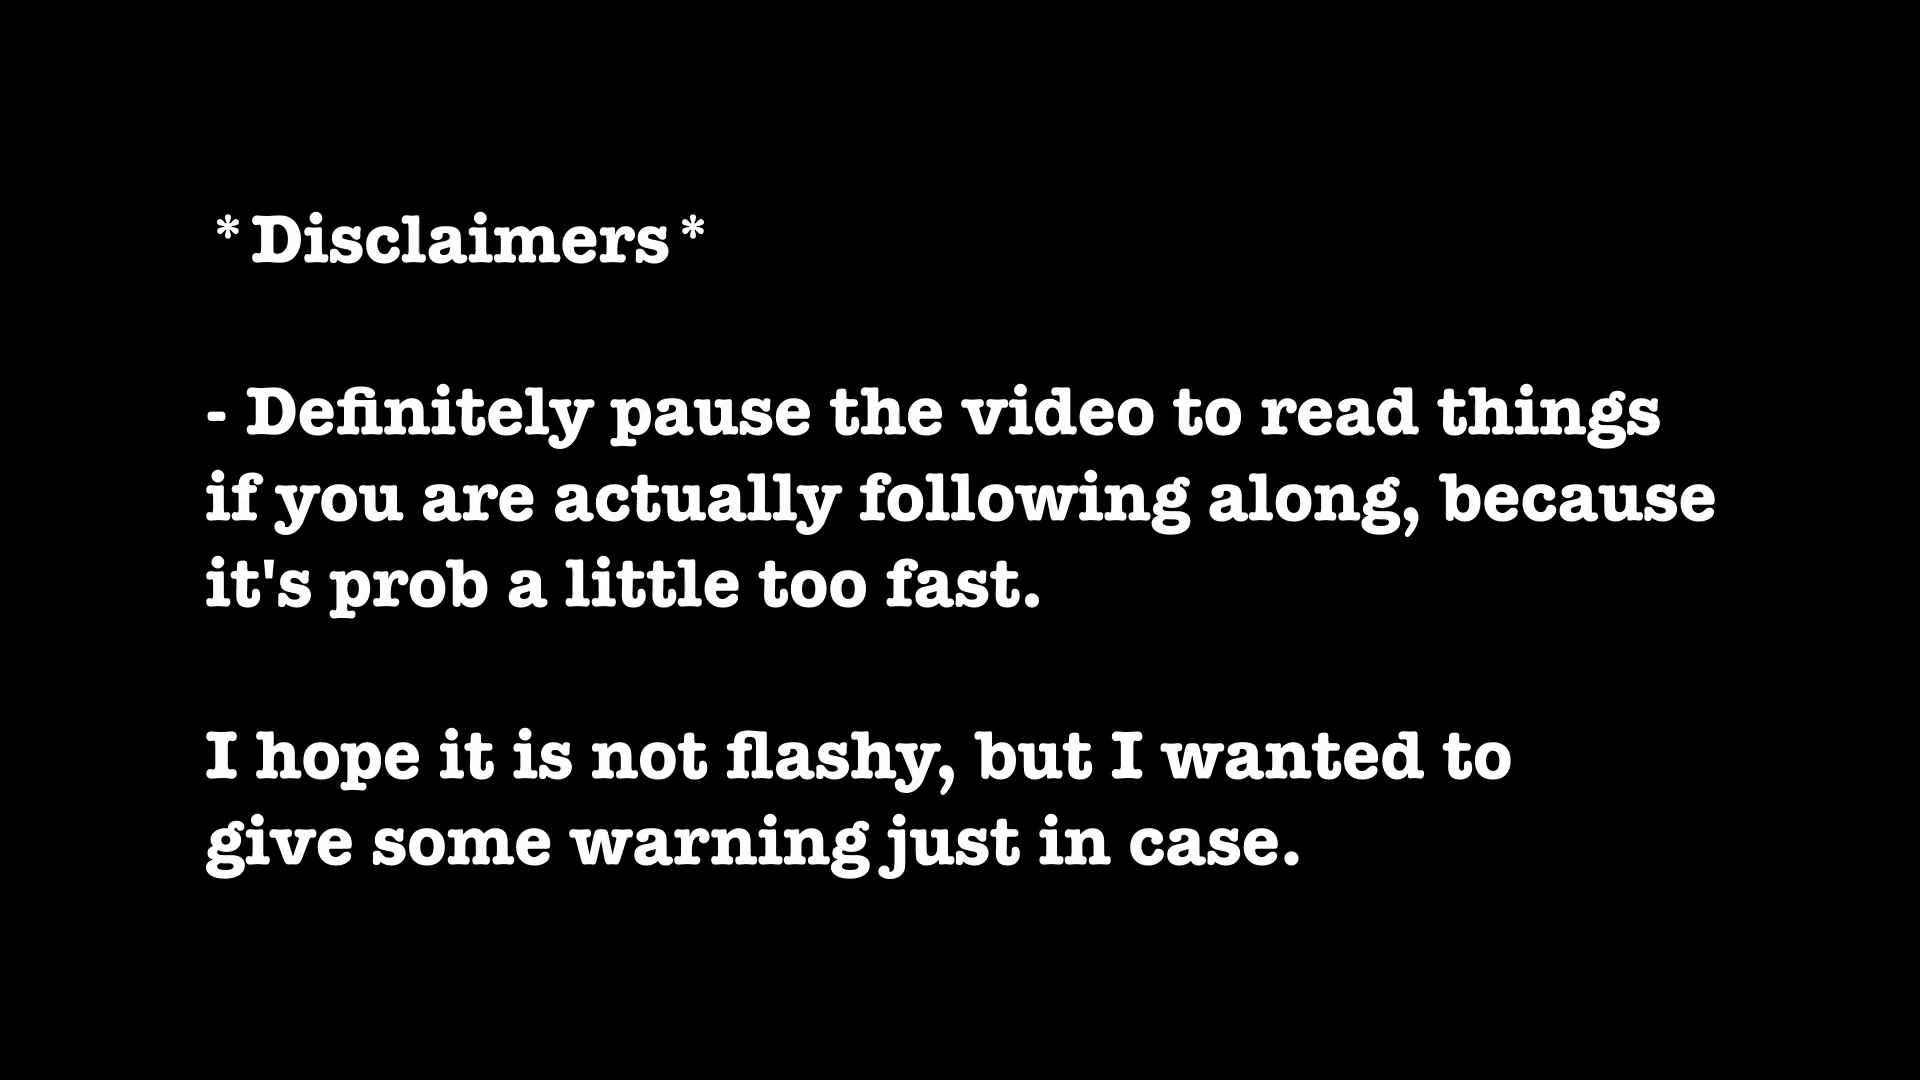 *Disclaimers*
- Definitely pause the video to read things
if you are actually following along, because
it's prob a little too fast.
I hope it is not flashy, but I wanted to
give some warning just in case.